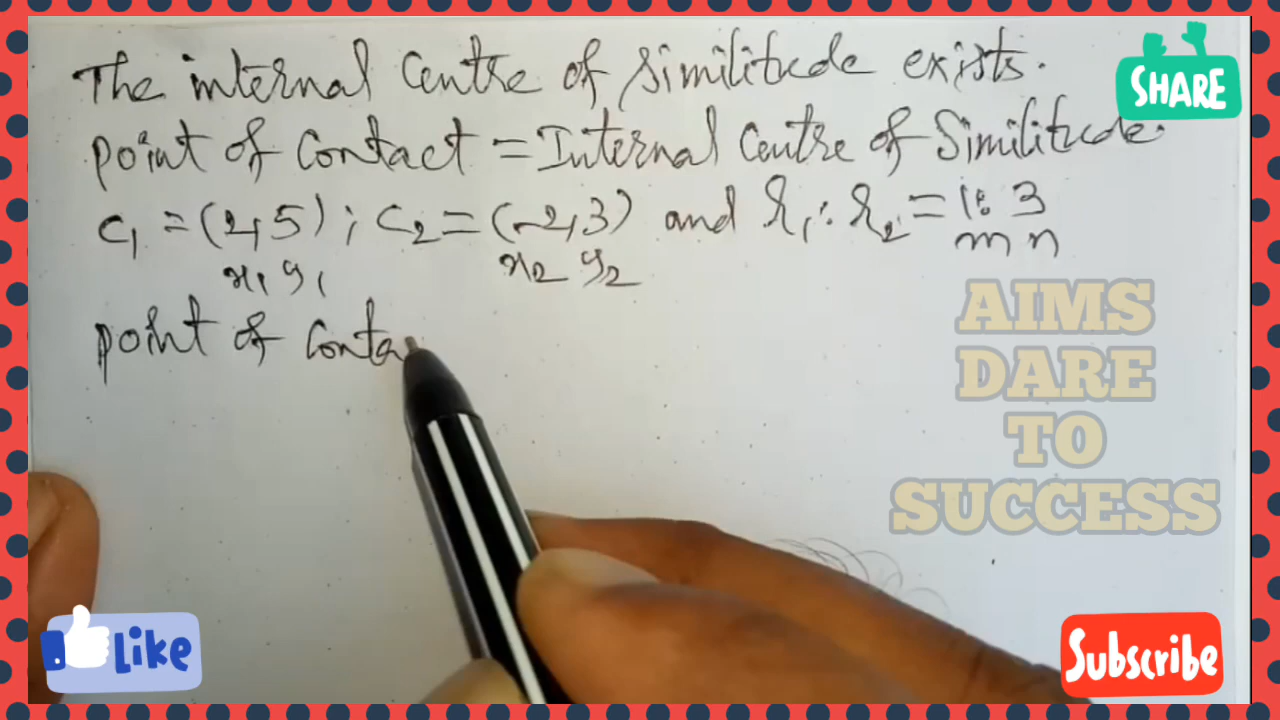 The internal Centre of similitude exists.
SHARE
point of Contact = Internal Centre of Similitude.
C1 = (2,5) ; C2 = (-2,3) and r1 : r2 = 1 : 3
x1 y1 x2 y2 m n
point of Conta
AIMS
DARE
TO
SUCCESS
Like
Subscribe